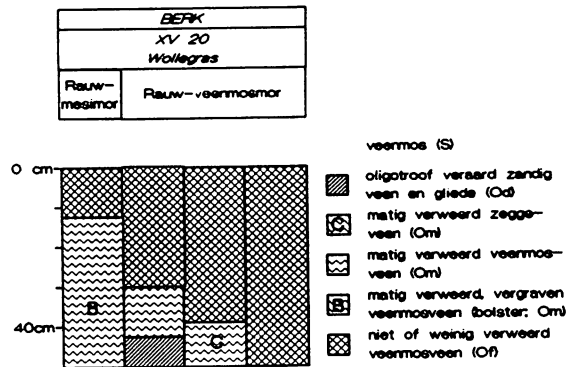 BERK
XV 20
Wollegras
Rauw-
mesimor
Rauw-veenmosmor
0 cm
40cm
B
C
veenmos (S)
oligotroof veraard zandig
veen en gliede (Od)
C matig verweerd zegge-
veen (Om)
matig verweerd veenmos-
veen (Om)
B matig verweerd, vergraven
veenmosveen (bolster; Om)
niet of weinig verweerd
veenmosveen (Of)